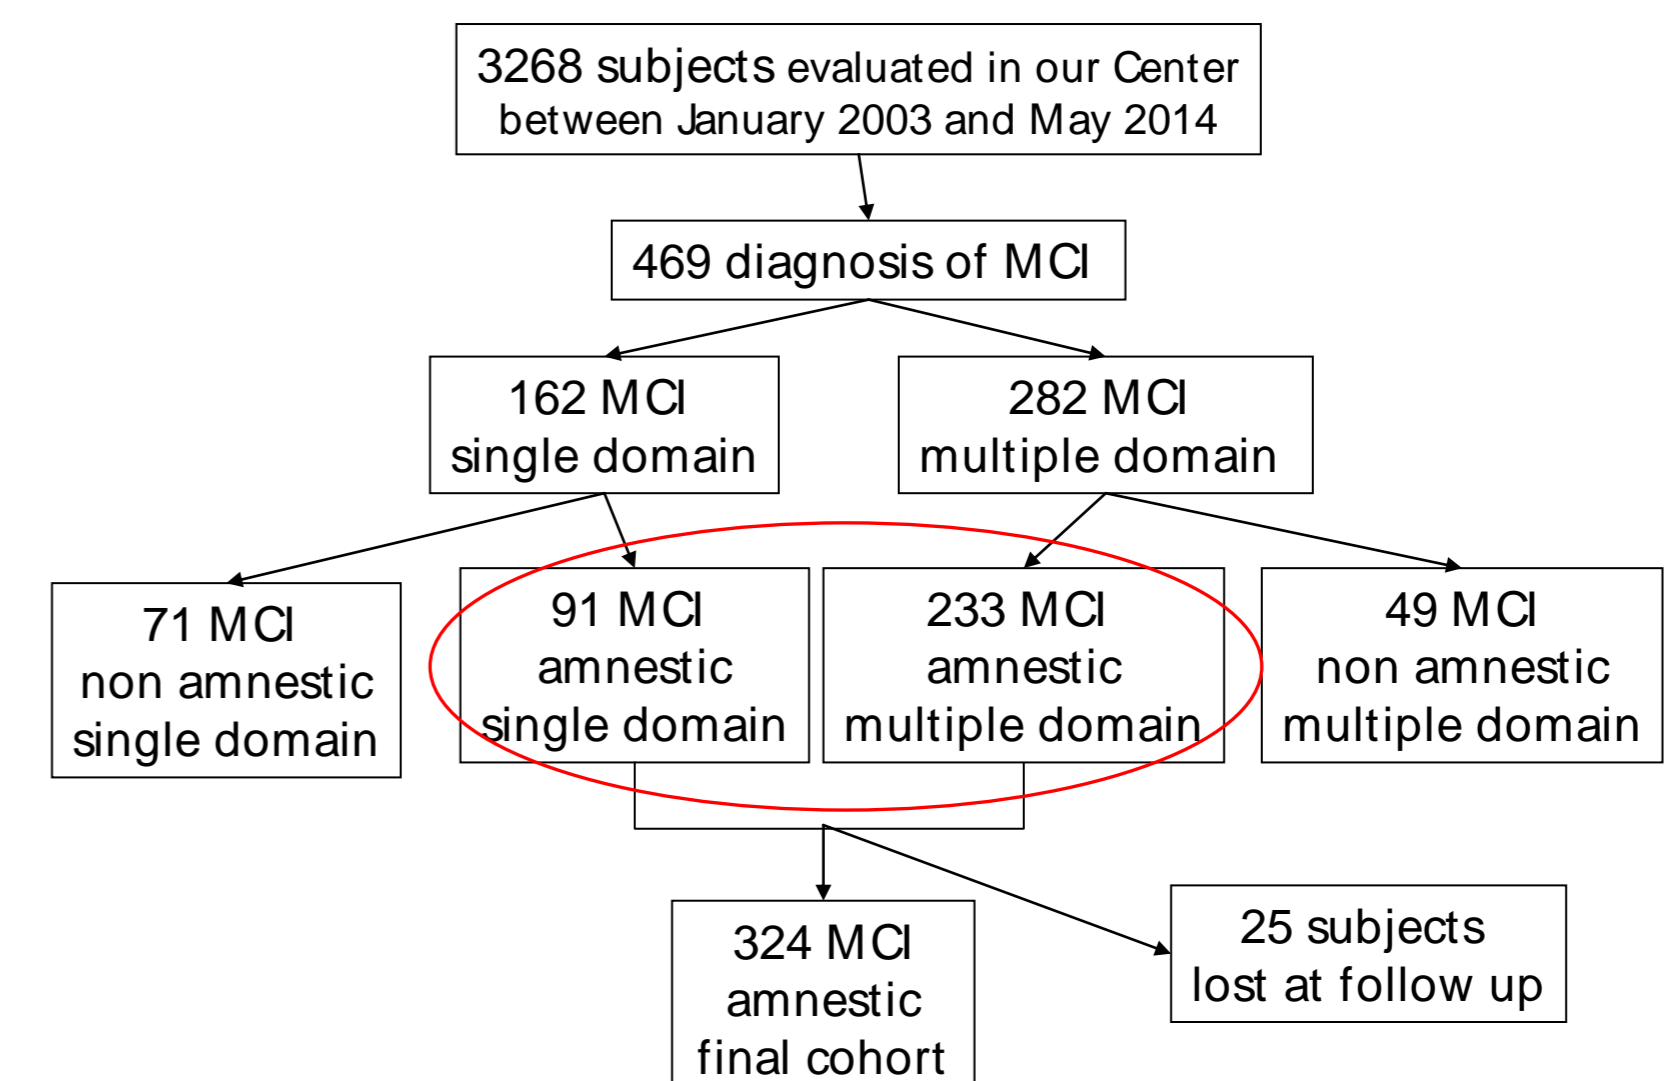 3268 subjects evaluated in our Center
between January 2003 and May 2014
469 diagnosis of MCI
162 MCI
single domain
282 MCI
multiple domain
71 MCI
non amnestic
single domain
91 MCI
amnestic
single domain
233 MCI
amnestic
multiple domain
49 MCI
non amnestic
multiple domain
324 MCI
amnestic
final cohort
25 subjects
lost at follow up